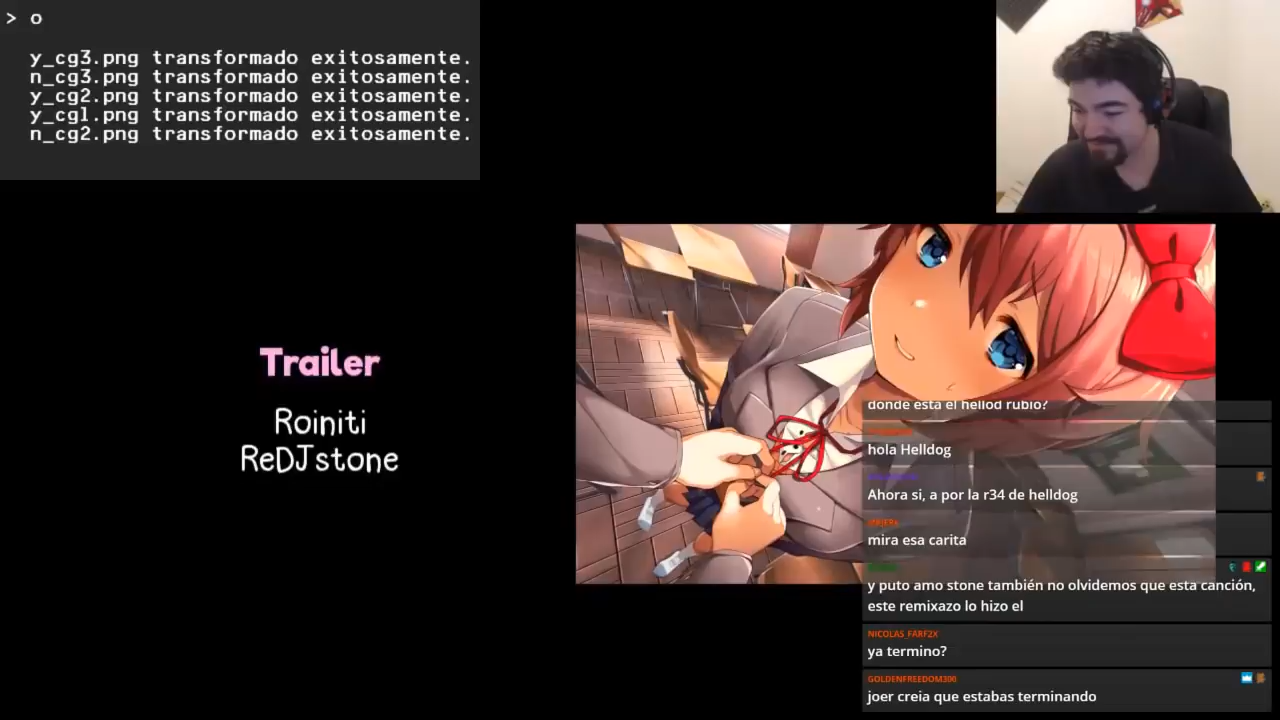 > o
y_cg3.png transformado exitosamente.
n_cg3.png transformado exitosamente.
y_cg2.png transformado exitosamente.
y_cg1.png transformado exitosamente.
n_cg2.png transformado exitosamente.
Trailer
Roiniti
ReDJstone
donde esta el hellod rubio?
hola Helldog
Ahora si, a por la r34 de helldog
mira esa carita
y puto amo stone también no olvidemos que esta canción,
este remixazo lo hizo el
NICOLAS_FARF2X
ya termino?
GOLDENFREEDOM300
joer creia que estabas terminando